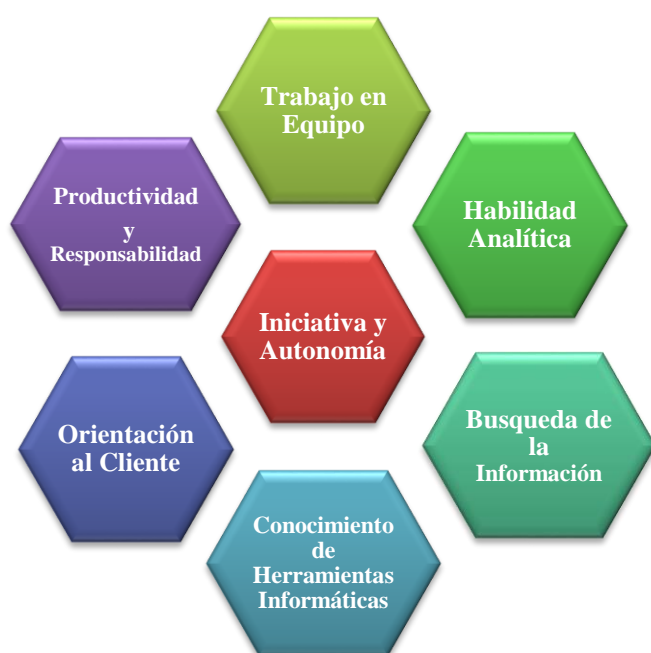 Trabajo en
Equipo
Productividad
y
Responsabilidad
Habilidad
Analítica
Iniciativa y
Autonomía
Orientación
al Cliente
Busqueda de
la
Información
Conocimiento
de
Herramientas
Informáticas